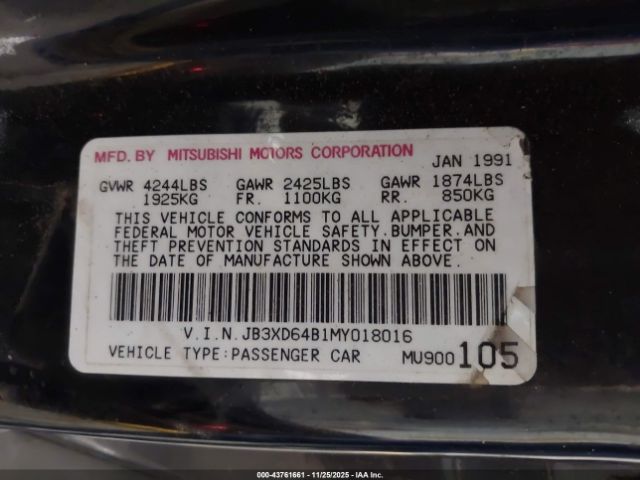 MFD. BY MITSUBISHI MOTORS CORPORATION JAN 1991
GVWR 4244LBS GAWR 2425LBS GAWR 1874LBS
1925KG FR. 1100KG RR. 850KG
THIS VEHICLE CONFORMS TO ALL APPLICABLE
FEDERAL MOTOR VEHICLE SAFETY.BUMPER.AND
THEFT PREVENTION STANDARDS IN EFFECT ON
THE DATE OF MANUFACTURE SHOWN ABOVE.
V.I.N.JB3XD64B1MY018016
VEHICLE TYPE:PASSENGER CAR MU900 105
000-43761661 - 11/25/2025 - IAA Inc.